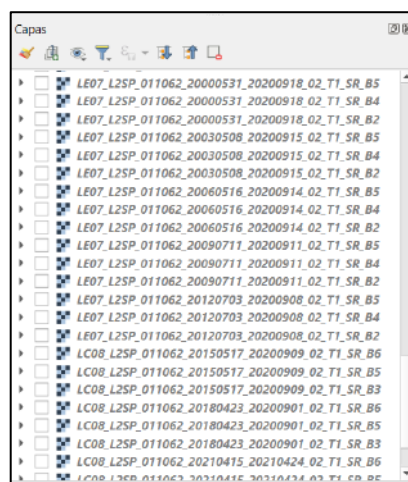 Capas
LE07_L2SP_011062_20000531_20200918_02_T1_SR_B5
LE07_L2SP_011062_20000531_20200918_02_T1_SR_B4
LE07_L2SP_011062_20000531_20200918_02_T1_SR_B2
LE07_L2SP_011062_20030508_20200915_02_T1_SR_B5
LE07_L2SP_011062_20030508_20200915_02_T1_SR_B4
LE07_L2SP_011062_20030508_20200915_02_T1_SR_B2
LE07_L2SP_011062_20060516_20200914_02_T1_SR_B5
LE07_L2SP_011062_20060516_20200914_02_T1_SR_B4
LE07_L2SP_011062_20060516_20200914_02_T1_SR_B2
LE07_L2SP_011062_20090711_20200911_02_T1_SR_B5
LE07_L2SP_011062_20090711_20200911_02_T1_SR_B4
LE07_L2SP_011062_20090711_20200911_02_T1_SR_B2
LE07_L2SP_011062_20120703_20200908_02_T1_SR_B5
LE07_L2SP_011062_20120703_20200908_02_T1_SR_B4
LE07_L2SP_011062_20120703_20200908_02_T1_SR_B2
LC08_L2SP_011062_20150517_20200909_02_T1_SR_B6
LC08_L2SP_011062_20150517_20200909_02_T1_SR_B5
LC08_L2SP_011062_20150517_20200909_02_T1_SR_B3
LC08_L2SP_011062_20180423_20200901_02_T1_SR_B6
LC08_L2SP_011062_20180423_20200901_02_T1_SR_B5
LC08_L2SP_011062_20180423_20200901_02_T1_SR_B3
LC08_L2SP_011062_20210415_20210424_02_T1_SR_B6
LC08_L2SP_011062_20210415_20210424_02_T1_SR_B5